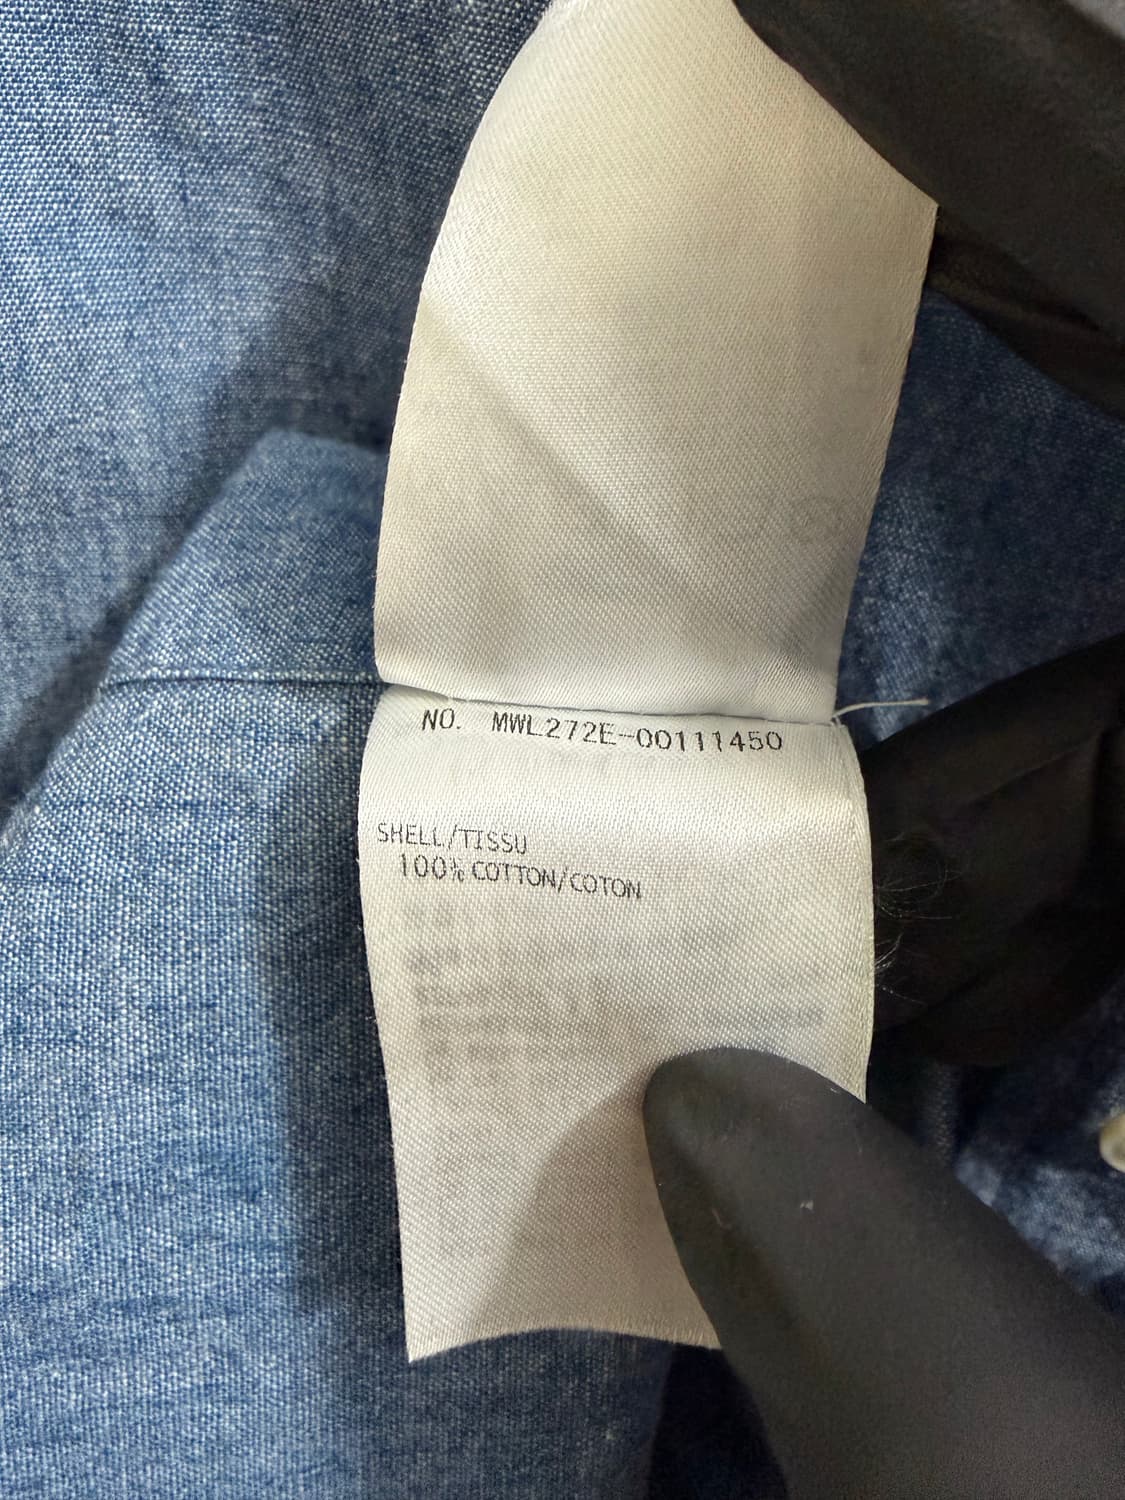 NO. MWL272E-00111450
SHELL/TISSU
100% COTTON/COTON